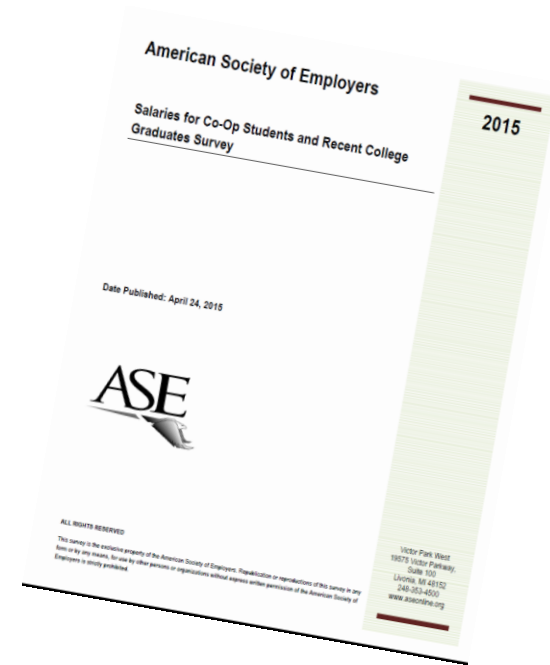 American Society of Employers
Salaries for Co-Op Students and Recent College
Graduates Survey
2015
Date Published: April 24, 2015
ASE
ALL RIGHTS RESERVED
This survey is the exclusive property of the American Society of Employers. Republication or reproductions of this survey in any
form or by any means, for use by other persons or organizations without express written permission of the American Society of
Employers is strictly prohibited.
Victor Park West
19575 Victor Parkway,
Suite 100
Livonia, MI 48152
248-353-4500
www.aseonline.org